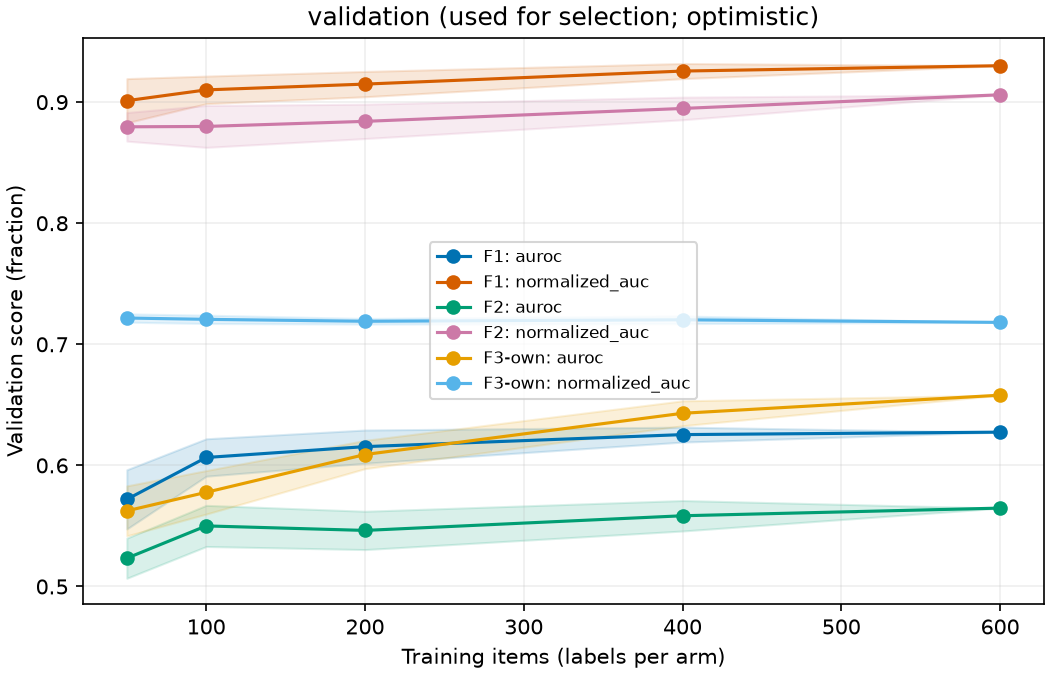 validation (used for selection; optimistic)
Validation score (fraction)
0.9
0.8
0.7
0.6
0.5
F1: auroc
F1: normalized_auc
F2: auroc
F2: normalized_auc
F3-own: auroc
F3-own: normalized_auc
100
200
300
400
500
600
Training items (labels per arm)